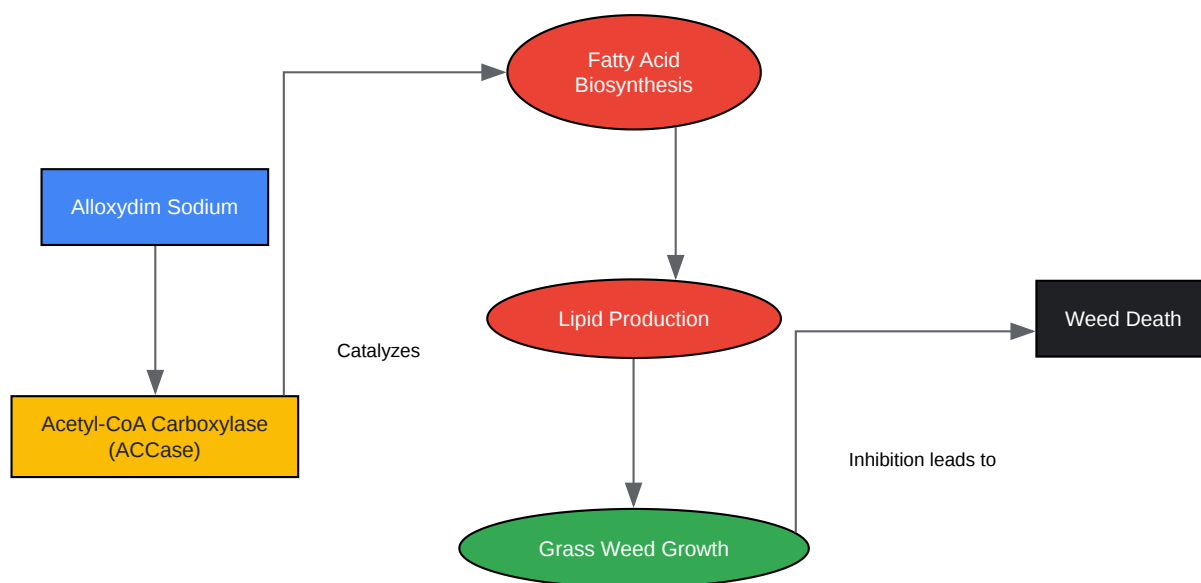 Fatty Acid
Biosynthesis
Alloxydim Sodium
Lipid Production
Weed Death
Catalyzes
Acetyl-CoA Carboxylase
(ACCase)
Inhibition leads to
Grass Weed Growth